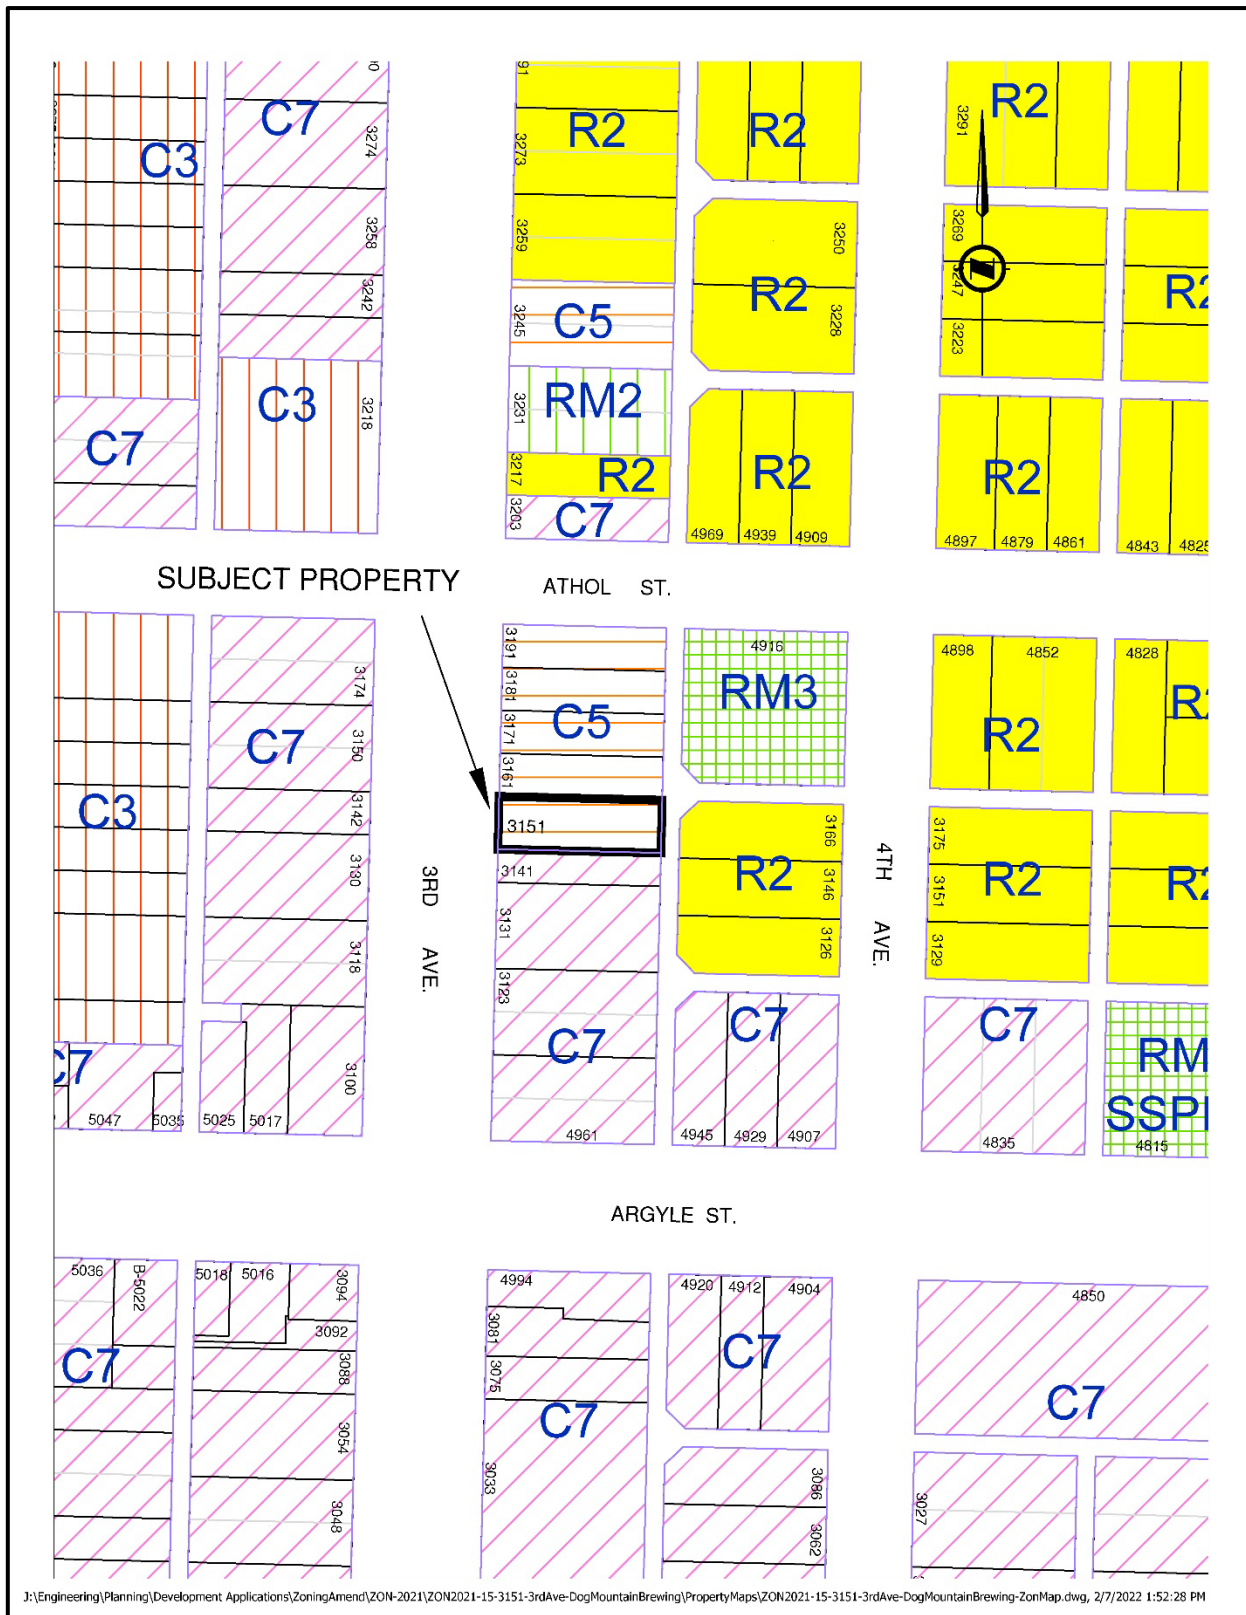 C3
C7
3274
3258
3242
C3
3218
C7
91
3273
3259
R2
3245
C5
3231
RM2
3217
R2
3203
C7
R2
3250
R2
3228
R2
4969 4939 4909
R2
3291
3269
3247
3223
R2
4897 4879 4861
4843
SUBJECT PROPERTY
ATHOL ST.
C3
3174
C7
3150
3142
3130
3118
3100
C7
5047 5035
5025 5017
3RD AVE.
3191
3181
3171
3161
C5
3151
3141
3131
3123
C7
4961
4916
RM3
3166
R2
3146
3126
C7
4945 4929 4907
4TH AVE.
4898 4852
R2
4828
3175
3151
R2
3129
C7
4835
RM
4815
ARGYLE ST.
5036 B-5022
C7
5018 5016 3094
3092
3088
3054
3048
4994
3081
3075
C7
3033
4920 4912 4904
C7
3086
3062
4850
C7
3027
J:\Engineering\Planning\Development Applications\ZoningAmend\ZON-2021\ZON2021-15-3151-3rdAve-DogMountainBrewing\PropertyMaps\ZON2021-15-3151-3rdAve-DogMountainBrewing-ZonMap.dwg, 2/7/2022 1:52:28 PM